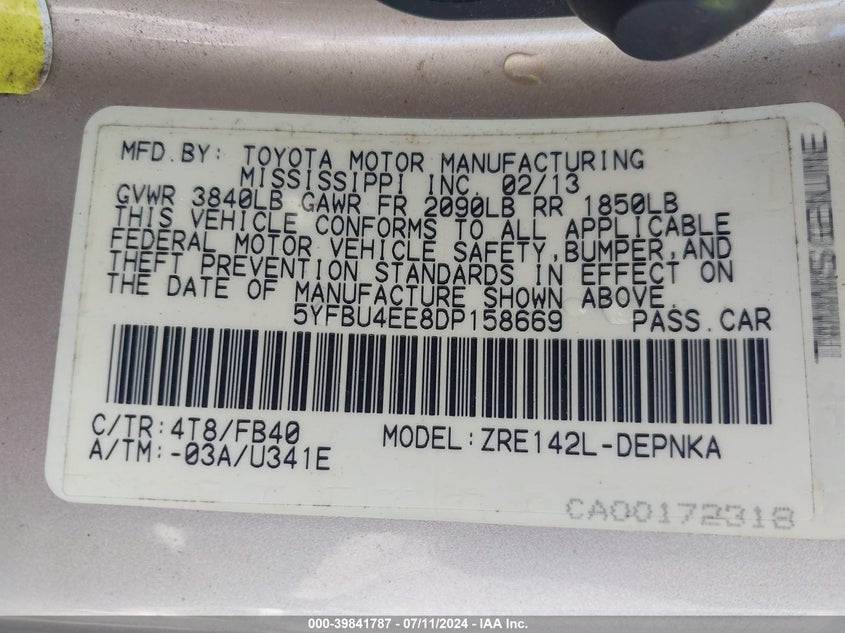 MFD.BY: TOYOTA MOTOR MANUFACTURING
MISSISSIPPI INC. 02/13
GVWR 3840LB GAWR FR 2090LB RR 1850LB
THIS VEHICLE CONFORMS TO ALL APPLICABLE
FEDERAL MOTOR VEHICLE SAFETY,BUMPER,AND
THEFT PREVENTION STANDARDS IN EFFECT ON
THE DATE OF MANUFACTURE SHOWN ABOVE.
5YFBU4EE8DP158669 PASS.CAR
C/TR:4T8/FB40 MODEL:ZRE142L-DEPNKA
A/TM:-03A/U341E
CA00172318
000-39841787 - 07/11/2024 - IAA Inc.